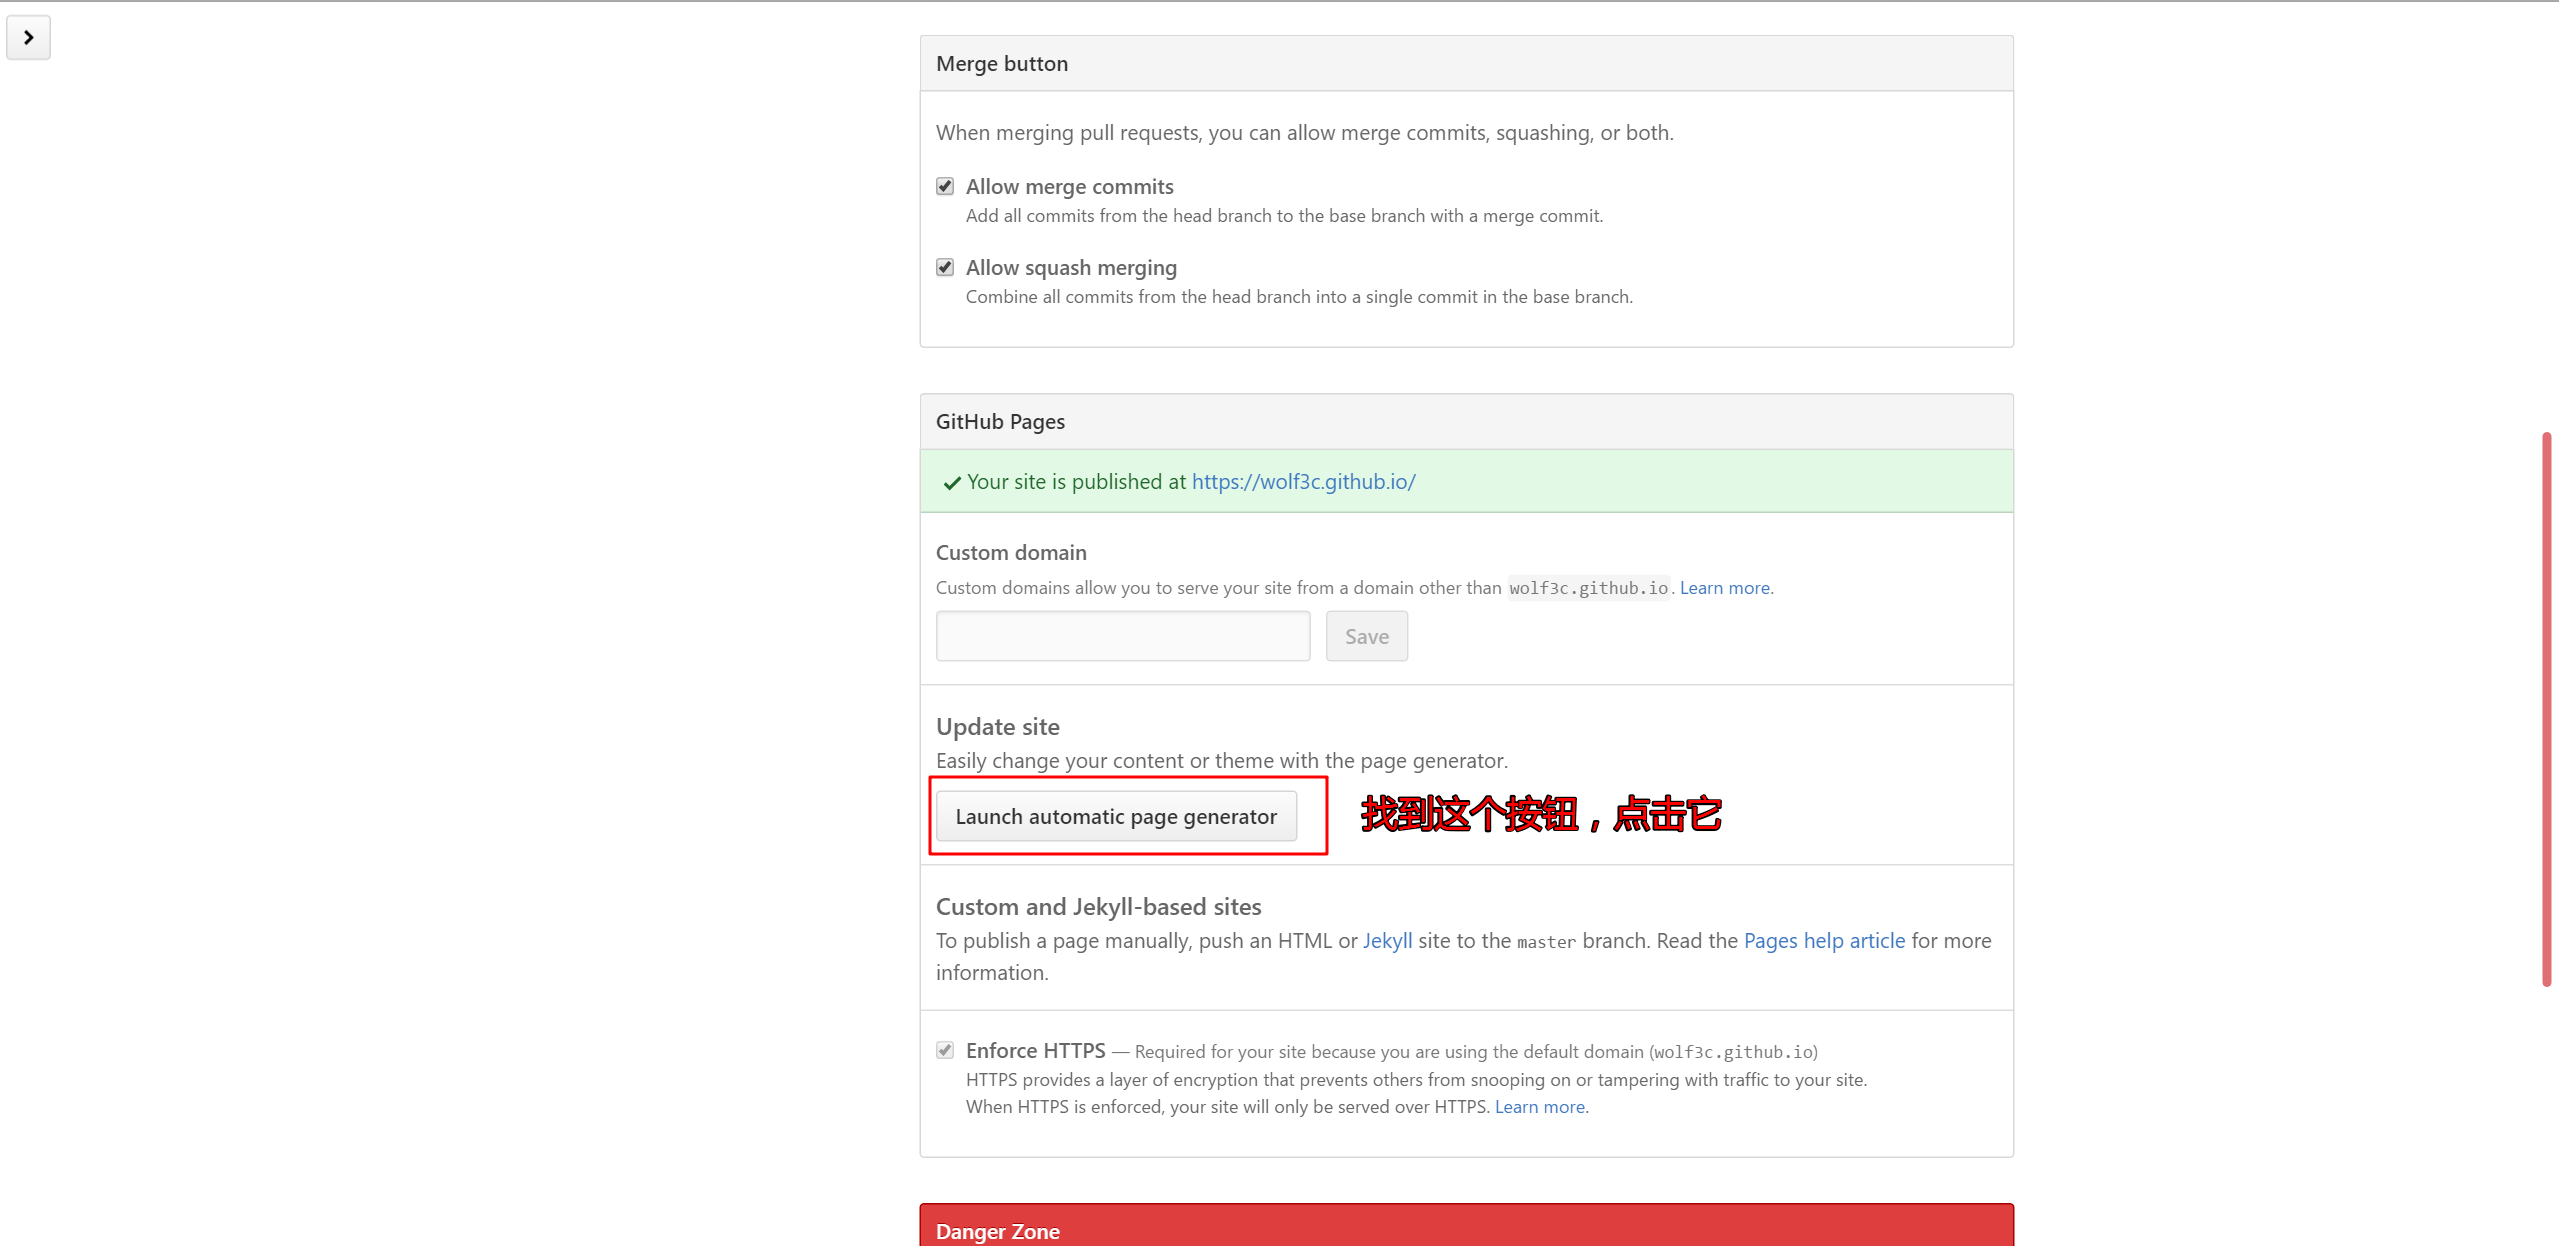 Merge button
When merging pull requests, you can allow merge commits, squashing, or both.
Allow merge commits
Add all commits from the head branch to the base branch with a merge commit.
Allow squash merging
Combine all commits from the head branch into a single commit in the base branch.
GitHub Pages
Your site is published at https://wolf3c.github.io/
Custom domain
Custom domains allow you to serve your site from a domain other than wolf3c.github.io. Learn more.
Save
Update site
Easily change your content or theme with the page generator.
Launch automatic page generator
找到这个按钮，点击它
Custom and Jekyll-based sites
To publish a page manually, push an HTML or Jekyll site to the master branch. Read the Pages help article for more
information.
Enforce HTTPS — Required for your site because you are using the default domain (wolf3c.github.io)
HTTPS provides a layer of encryption that prevents others from snooping on or tampering with traffic to your site.
When HTTPS is enforced, your site will only be served over HTTPS. Learn more.
Danger Zone